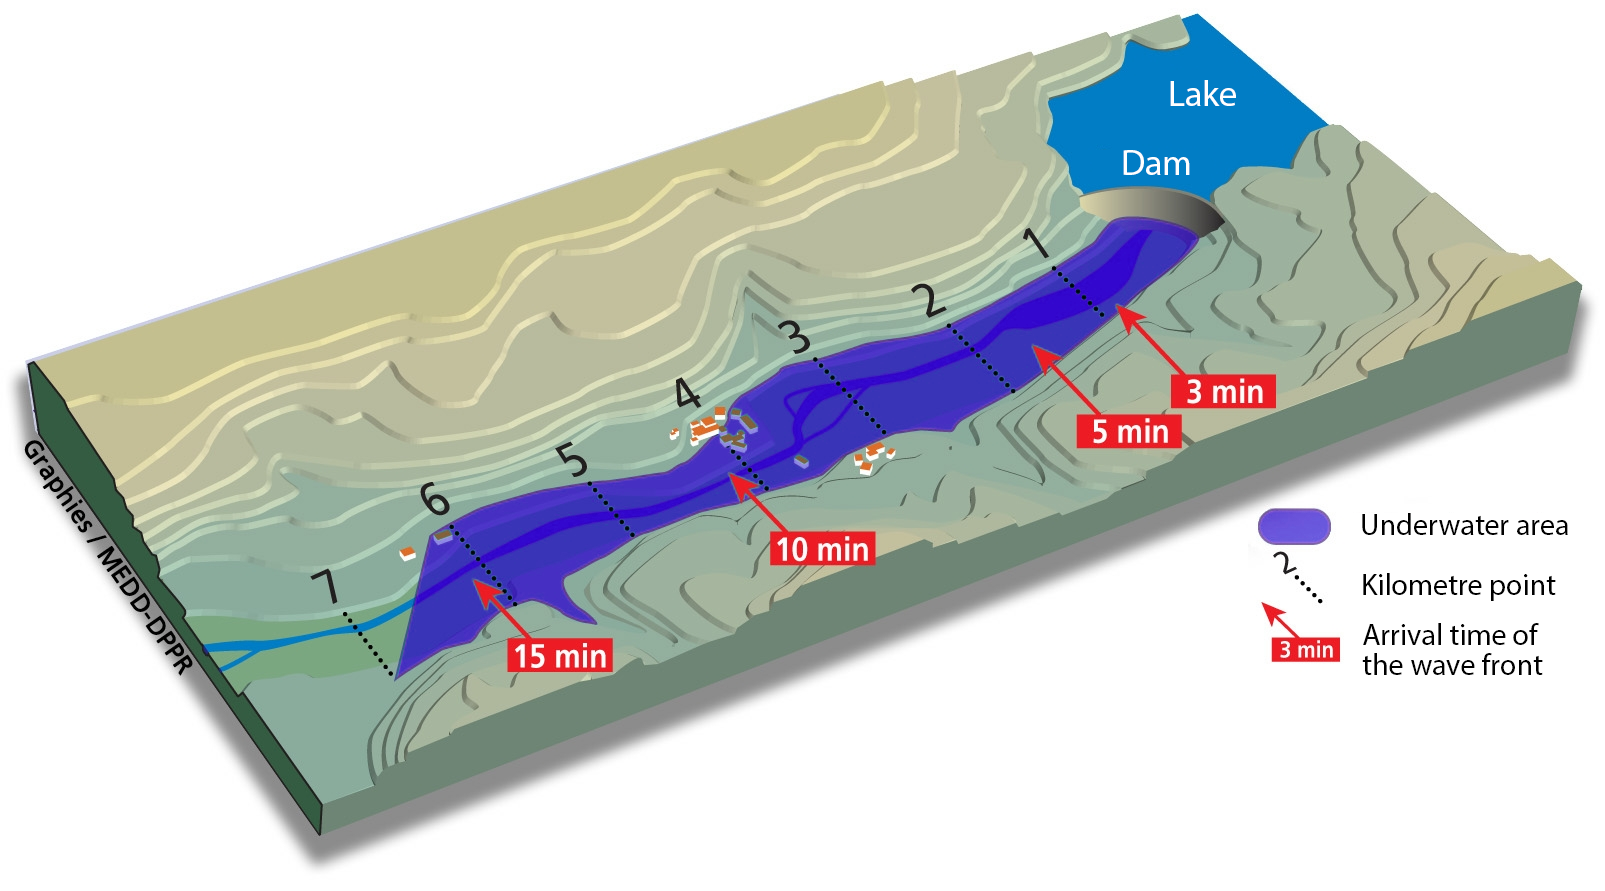 Lake
Dam
1
2
3
4
5
6
7
3 min
5 min
10 min
15 min
Underwater area
2
Kilometre point
3 min
Arrival time of
the wave front
Graphies / MEDD-DPPR